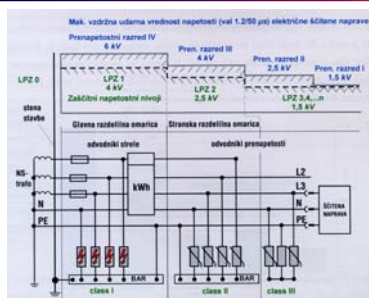 Mak. vzdržna udarna vrednost napetosti (val 1.2/50 µs) električne ščitene naprave
Prenapetostni razred IV
6 kV
Pren. razred III
4 kV
Pren. razred II
2,5 kV
Pren. razred I
1,5 kV
LPZ 0
LPZ 1
4 kV
Zaščitni napetostni nivoji
LPZ 2
2,5 kV
LPZ 3,4,...n
1,5 kV
stena
stavbe
Glavna razdelilna omarica
Stranska razdelilna omarica
odvodniki strele
odvodniki prenapetosti
NS-
trafo
kWh
L2
L3
N
N
PE
PE
ŠČITENA
NAPRAVA
BAR
BAR
class I
class II
class III